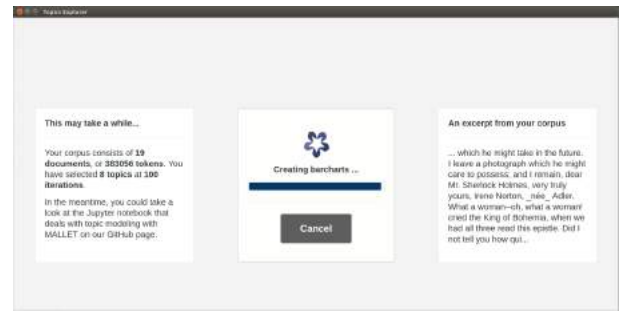 Topics Explorer
This may take a while...
Your corpus consists of 19
documents, or 383056 tokens. You
have selected 8 topics at 100
iterations.
In the meantime, you could take a
look at the Jupyter notebook that
deals with topic modeling with
MALLET on our GitHub page.
Creating barcharts ...
Cancel
An excerpt from your corpus
... which he might take in the future.
I leave a photograph which he might
care to possess; and I remain, dear
Mr. Sherlock Holmes, very truly
yours, Irene Norton, _née_ Adler.
What a woman--oh, what a woman!
cried the King of Bohemia, when we
had all three read this epistle. Did I
not tell you how qui...